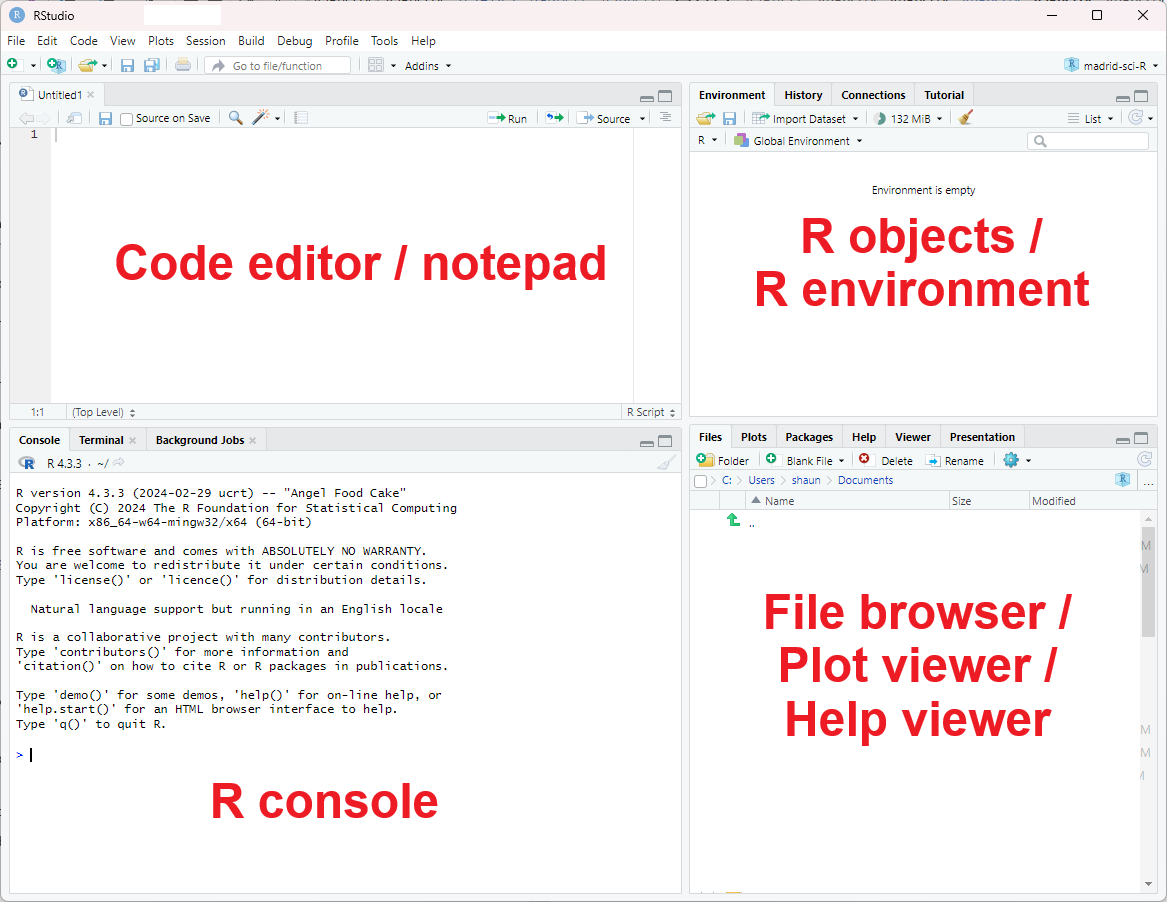 RStudio
File Edit Code View Plots Session Build Debug Profile Tools Help
Go to file/function Addins madrid-sci-R
Untitled1
Source on Save Run Source
1
Code editor / notepad
1:1 (Top Level) R Script
Environment History Connections Tutorial
Import Dataset 132 MiB List
R Global Environment
Environment is empty
R objects /
R environment
Console Terminal Background Jobs
R 4.3.3 · ~/
R version 4.3.3 (2024-02-29 ucrt) -- "Angel Food Cake"
Copyright (C) 2024 The R Foundation for Statistical Computing
Platform: x86_64-w64-mingw32/x64 (64-bit)
R is free software and comes with ABSOLUTELY NO WARRANTY.
You are welcome to redistribute it under certain conditions.
Type 'license()' or 'licence()' for distribution details.
Natural language support but running in an English locale
R is a collaborative project with many contributors.
Type 'contributors()' for more information and
'citation()' on how to cite R or R packages in publications.
Type 'demo()' for some demos, 'help()' for on-line help, or
'help.start()' for an HTML browser interface to help.
Type 'q()' to quit R.
>
R console
Files Plots Packages Help Viewer Presentation
Folder Blank File Delete Rename
C: Users shaun Documents ...
Name Size Modified
..
File browser /
Plot viewer /
Help viewer